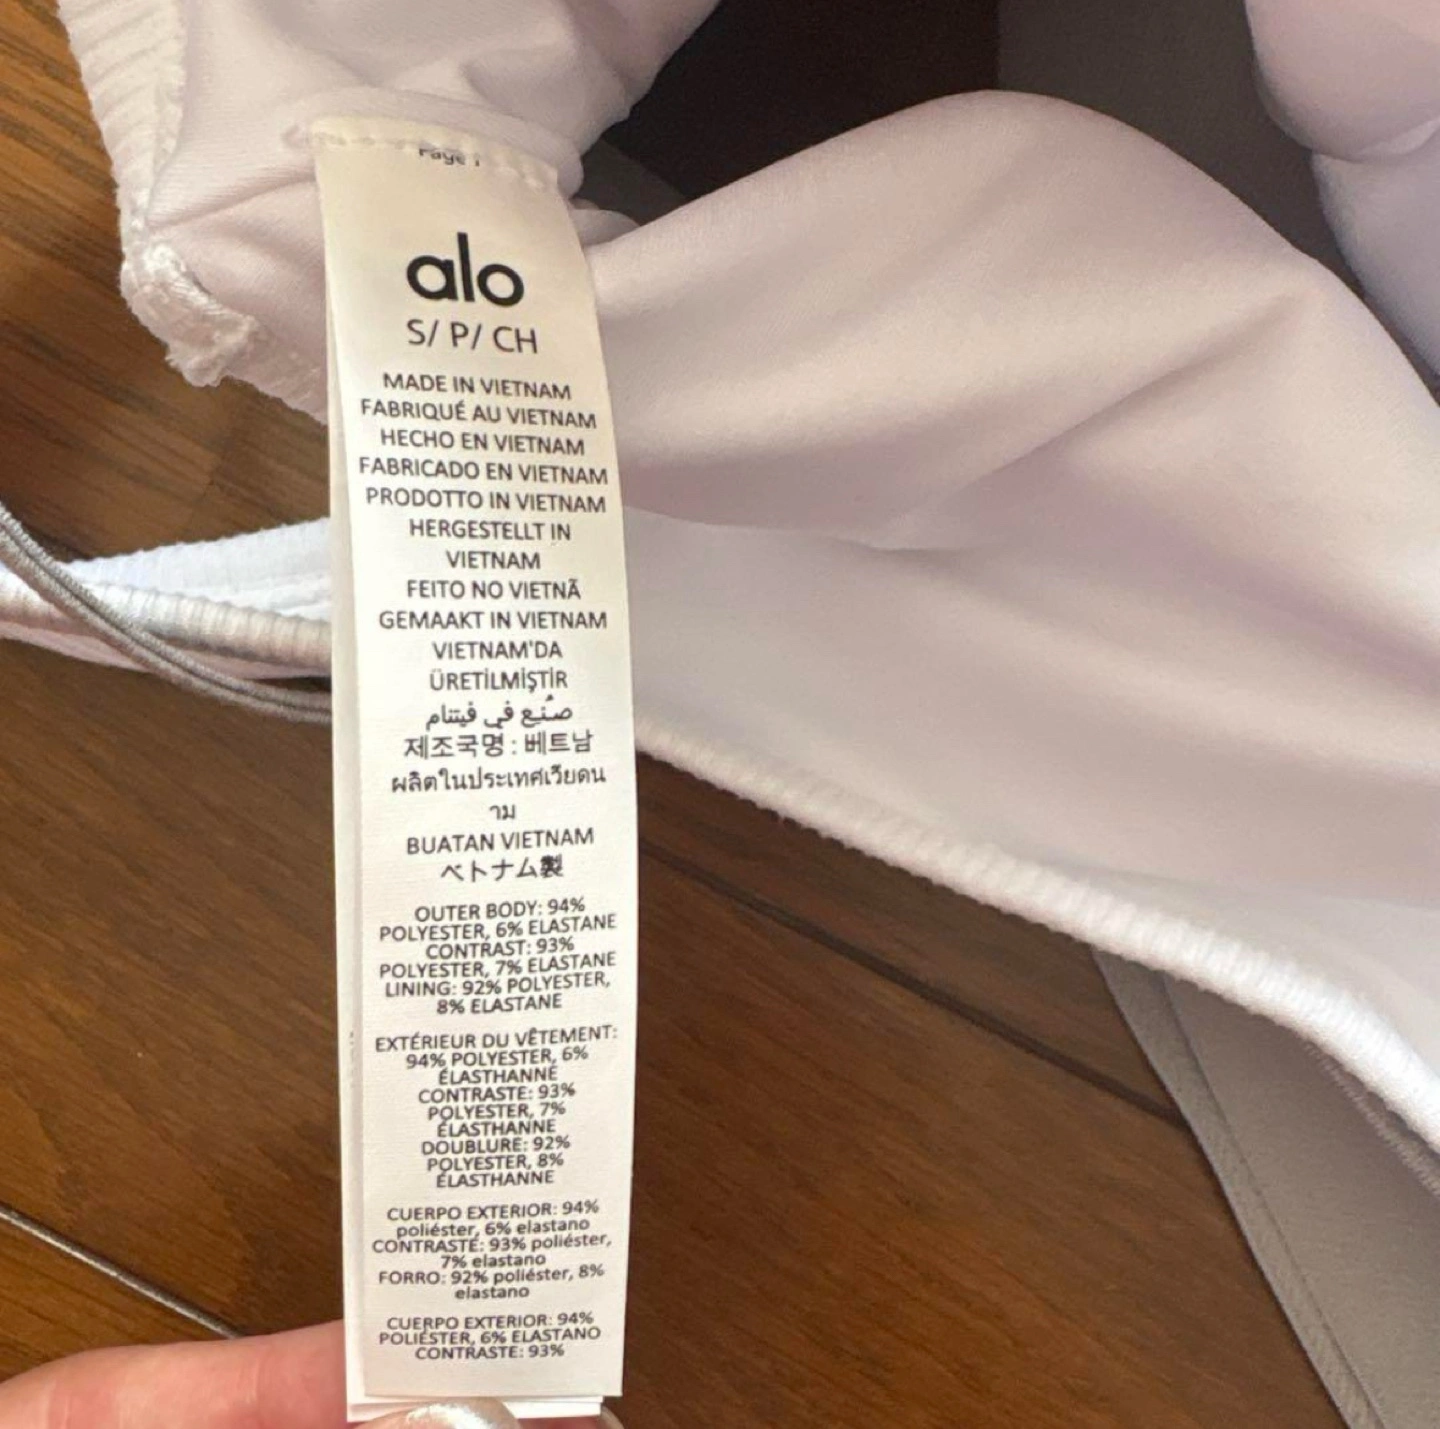 Page 1
alo
S/ P/ CH
MADE IN VIETNAM
FABRIQUÉ AU VIETNAM
HECHO EN VIETNAM
FABRICADO EN VIETNAM
PRODOTTO IN VIETNAM
HERGESTELLT IN
VIETNAM
FEITO NO VIETNÃ
GEMAAKT IN VIETNAM
VIETNAM'DA
ÜRETİLMİŞTİR
صُنع في فيتنام
제조국명 : 베트남
ผลิตในประเทศเวียดน
าม
BUATAN VIETNAM
ベトナム製
OUTER BODY: 94%
POLYESTER, 6% ELASTANE
CONTRAST: 93%
POLYESTER, 7% ELASTANE
LINING: 92% POLYESTER,
8% ELASTANE
EXTÉRIEUR DU VÊTEMENT:
94% POLYESTER, 6%
ÉLASTHANNE
CONTRASTE: 93%
POLYESTER, 7%
ÉLASTHANNE
DOUBLURE: 92%
POLYESTER, 8%
ÉLASTHANNE
CUERPO EXTERIOR: 94%
poliéster, 6% elastano
CONTRASTE: 93% poliéster,
7% elastano
FORRO: 92% poliéster, 8%
elastano
CUERPO EXTERIOR: 94%
POLIÉSTER, 6% ELASTANO
CONTRASTE: 93%